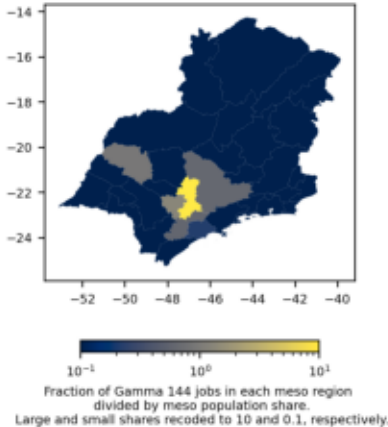 −14
−16
−18
−20
−22
−24
−52 −50 −48 −46 −44 −42 −40
10⁻¹ 10⁰ 10¹
Fraction of Gamma 144 jobs in each meso region
divided by meso population share.
Large and small shares recoded to 10 and 0.1, respectively.